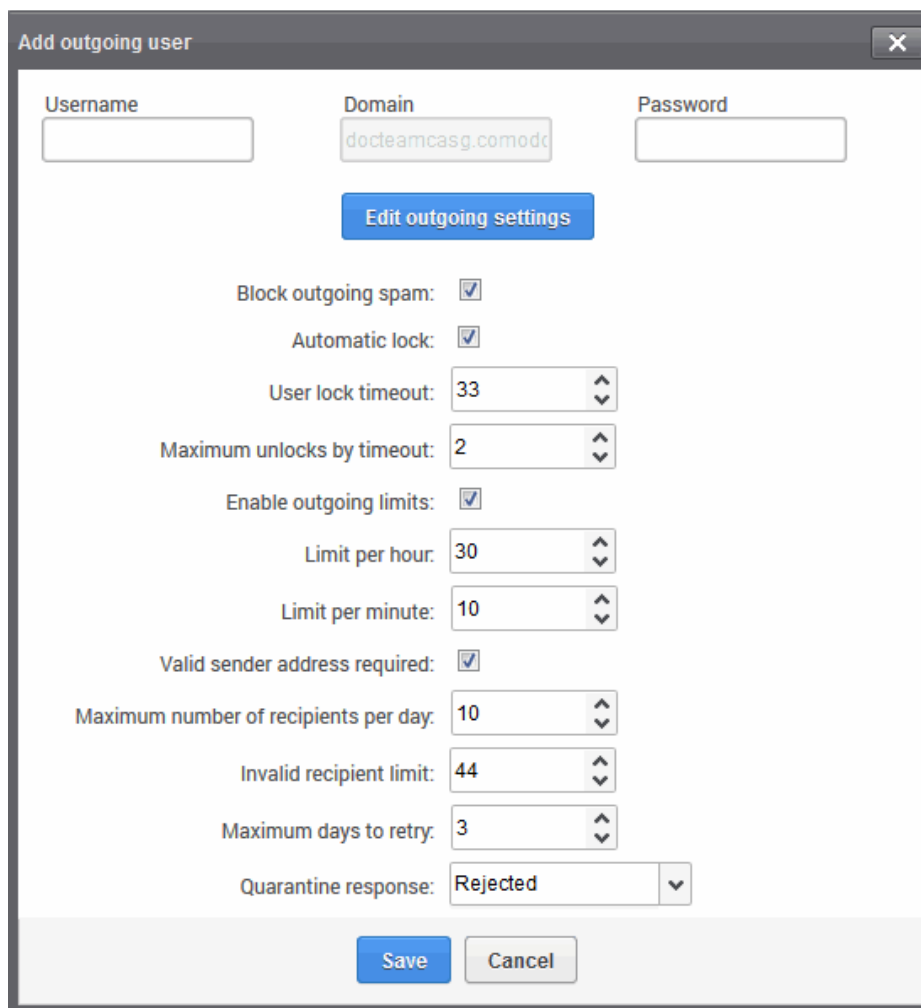 Add outgoing user
Username Domain Password
docteamcasg.comodo
Edit outgoing settings
Block outgoing spam:
Automatic lock:
User lock timeout: 33
Maximum unlocks by timeout: 2
Enable outgoing limits:
Limit per hour: 30
Limit per minute: 10
Valid sender address required:
Maximum number of recipients per day: 10
Invalid recipient limit: 44
Maximum days to retry: 3
Quarantine response: Rejected
Save Cancel